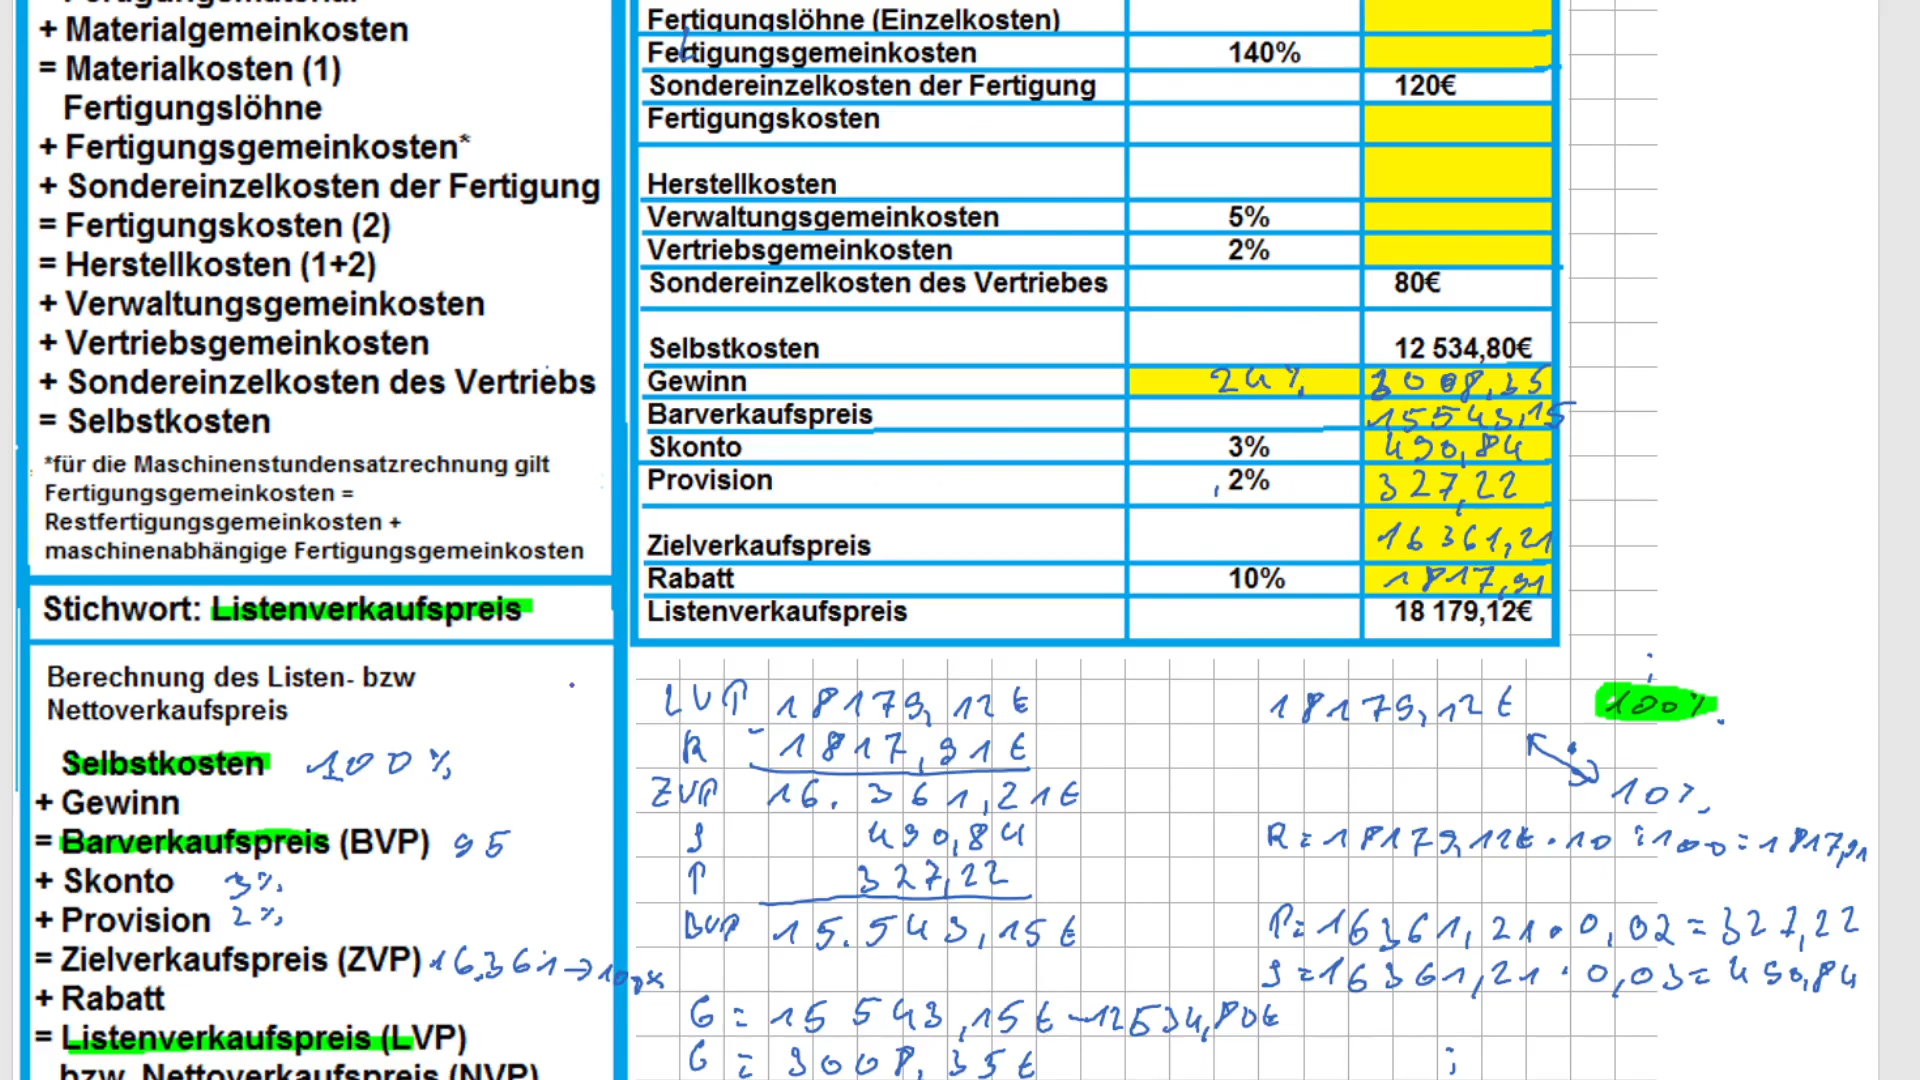 + Materialgemeinkosten
= Materialkosten (1)
Fertigungslöhne
+ Fertigungsgemeinkosten*
+ Sondereinzelkosten der Fertigung
= Fertigungskosten (2)
= Herstellkosten (1+2)
+ Verwaltungsgemeinkosten
+ Vertriebsgemeinkosten
+ Sondereinzelkosten des Vertriebs
= Selbstkosten
*für die Maschinenstundensatzrechnung gilt
Fertigungsgemeinkosten =
Restfertigungsgemeinkosten +
maschinenabhängige Fertigungsgemeinkosten
Stichwort: Listenverkaufspreis
Berechnung des Listen- bzw
Nettoverkaufspreis
Selbstkosten 100%
+ Gewinn
= Barverkaufspreis (BVP) 95
+ Skonto 3%
+ Provision 2%
= Zielverkaufspreis (ZVP) 16.361 → 100%
+ Rabatt
= Listenverkaufspreis (LVP)
bzw. Nettoverkaufspreis (NVP)
Fertigungslöhne (Einzelkosten)
Fertigungsgemeinkosten 140%
Sondereinzelkosten der Fertigung 120€
Fertigungskosten
Herstellkosten
Verwaltungsgemeinkosten 5%
Vertriebsgemeinkosten 2%
Sondereinzelkosten des Vertriebes 80€
Selbstkosten 12 534,80€
Gewinn 24% 3008,35
Barverkaufspreis 15543,15
Skonto 3% 490,84
Provision 2% 327,22
Zielverkaufspreis 16361,21
Rabatt 10% 1817,91
Listenverkaufspreis 18 179,12€
LVP 18179,12€
R - 1817,91€
ZVP 16.361,21€
S 490,84
P 327,22
BVP 15.543,15€
G = 15543,15€ - 12534,80€
G = 3008,35€
18179,12€ 100%
10%
R = 18179,12€ · 10 : 100 = 1817,91
P = 16361,21 · 0,02 = 327,22
S = 16361,21 · 0,03 = 490,84